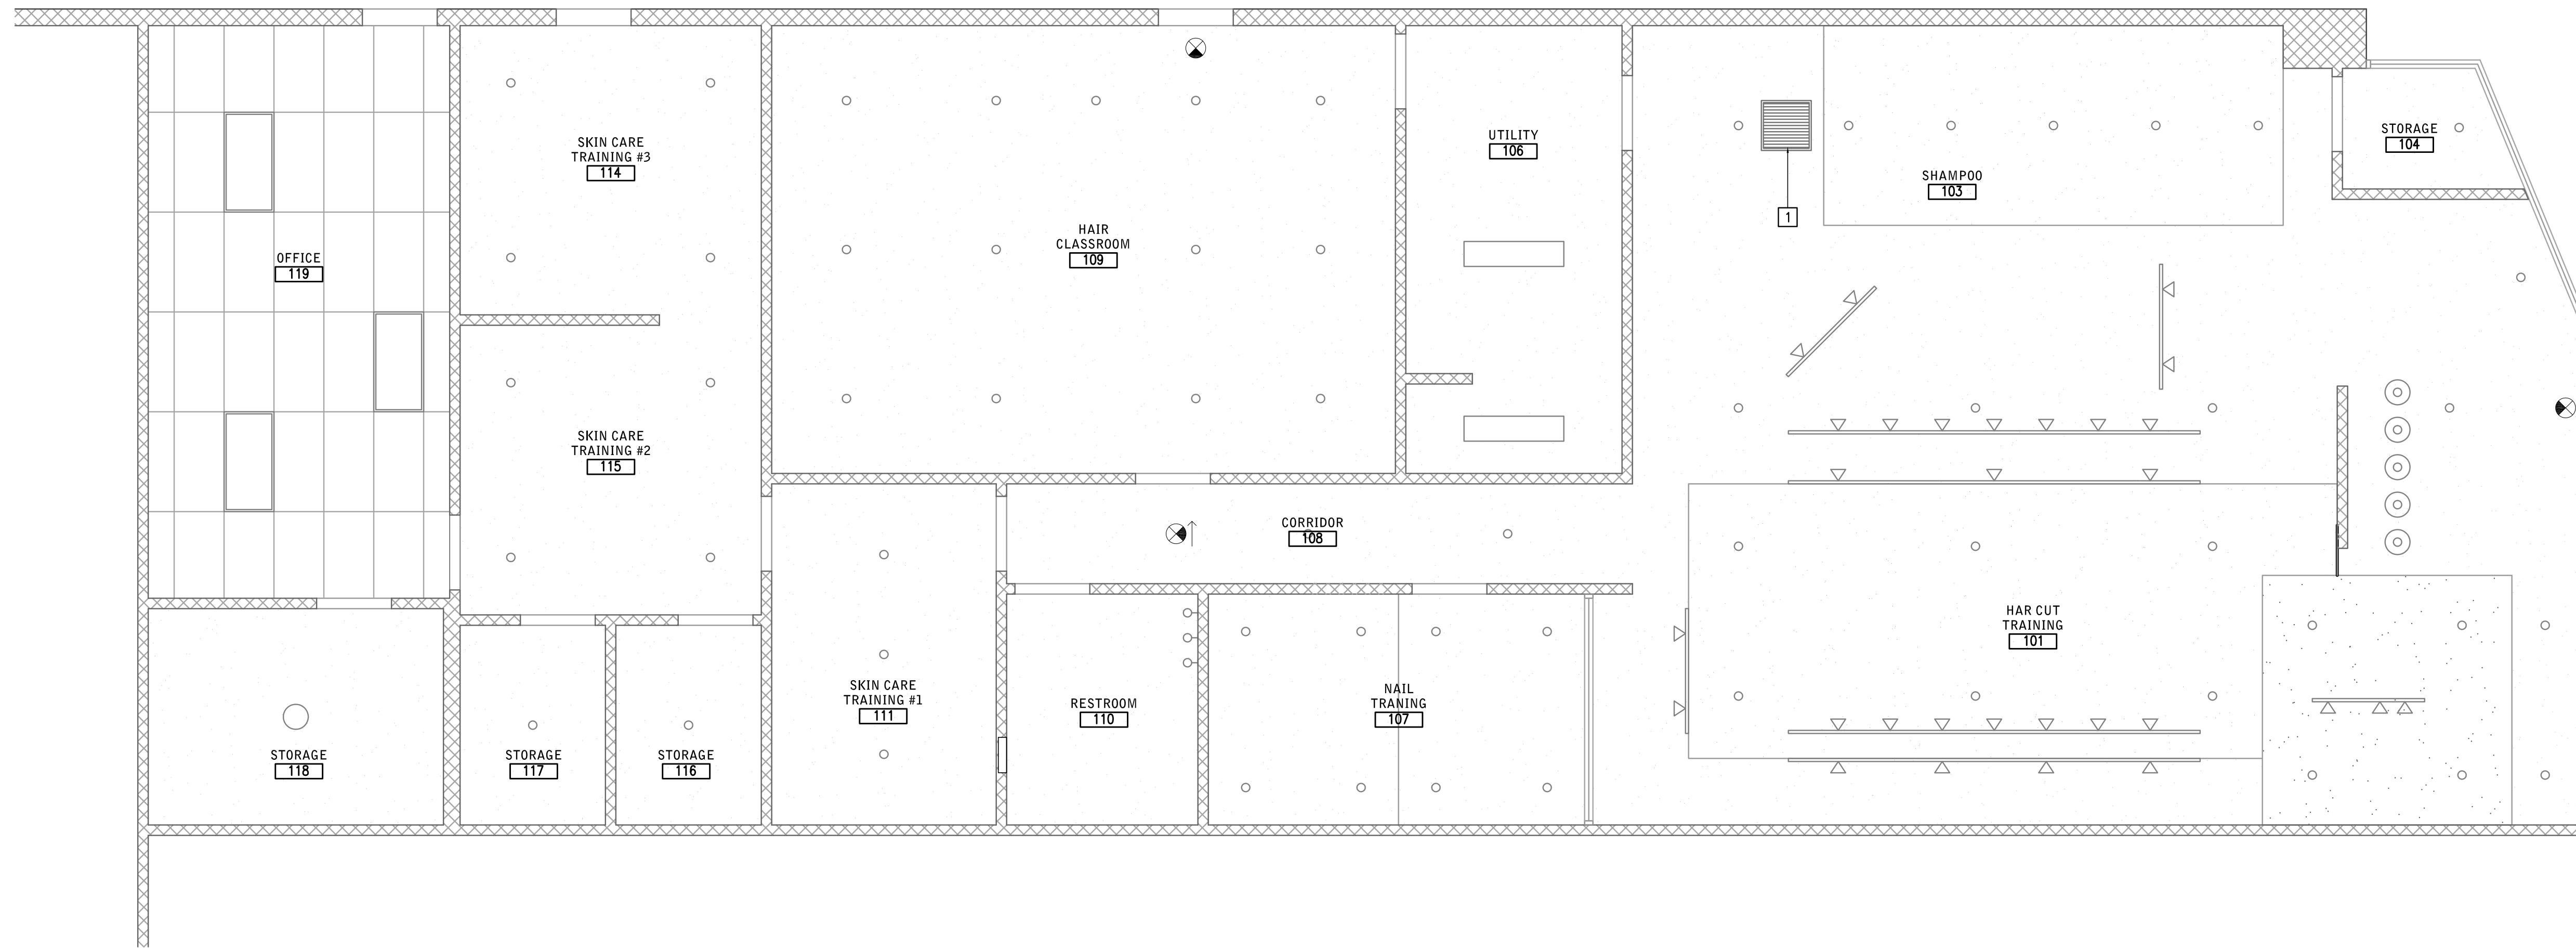 SKIN CARE
TRAINING #3
114
UTILITY
106
STORAGE
104
SHAMPOO
103
1
HAIR
CLASSROOM
109
OFFICE
119
SKIN CARE
TRAINING #2
115
CORRIDOR
108
HAR CUT
TRAINING
101
SKIN CARE
TRAINING #1
111
RESTROOM
110
NAIL
TRANING
107
STORAGE
118
STORAGE
117
STORAGE
116